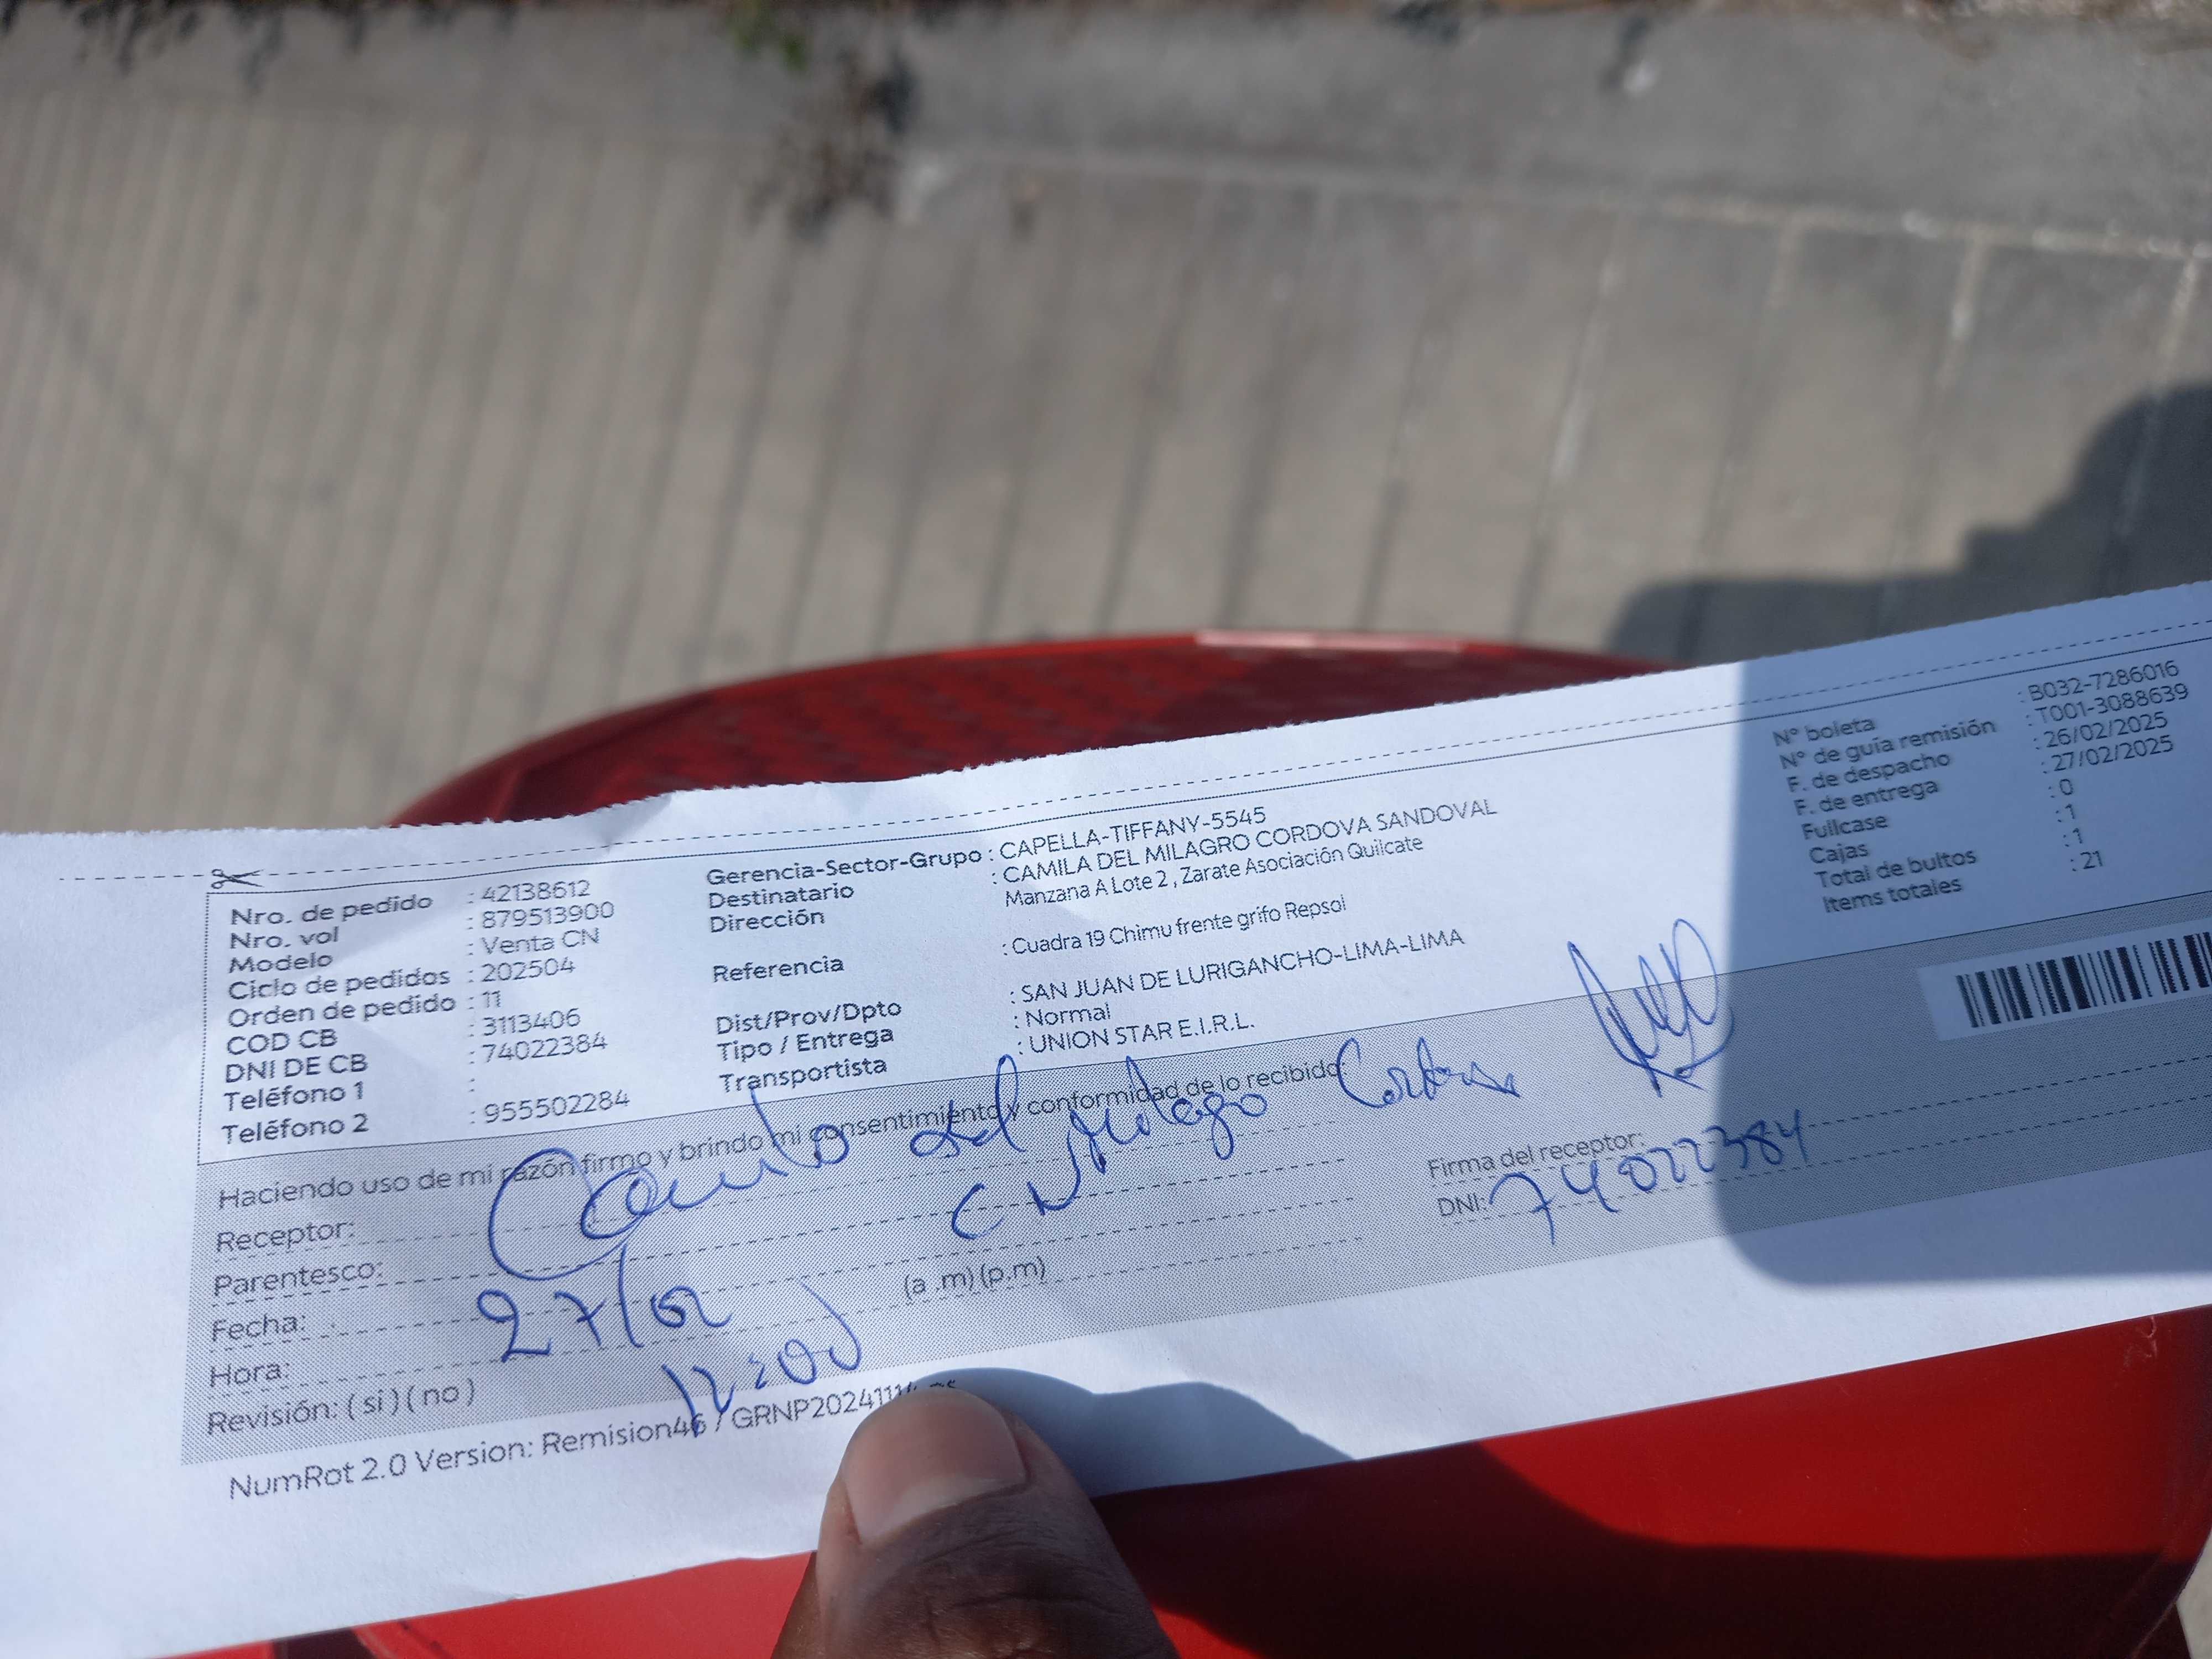 Nro. de pedido : 42138612
Nro. vol : 879513900
Modelo : Venta CN
Ciclo de pedidos : 202504
Orden de pedido : 11
COD CB : 3113406
DNI DE CB : 74022384
Teléfono 1 :
Teléfono 2 : 955502284
Gerencia-Sector-Grupo : CAPELLA-TIFFANY-5545
Destinatario : CAMILA DEL MILAGRO CORDOVA SANDOVAL
Dirección Manzana A Lote 2 , Zarate Asociación Quilcate
Referencia : Cuadra 19 Chimu frente grifo Repsol
Dist/Prov/Dpto : SAN JUAN DE LURIGANCHO-LIMA-LIMA
Tipo / Entrega : Normal
Transportista : UNION STAR E.I.R.L.
N° boleta : B032-7286016
N° de guía remisión : T001-3088639
F. de despacho : 26/02/2025
F. de entrega : 27/02/2025
Fullcase : 0
Cajas : 1
Total de bultos : 1
Items totales : 21
Haciendo uso de mi razón firmo y brindo mi consentimiento y conformidad de lo recibido:
Receptor: Camila del Milagro Cordova
Parentesco: CN
Fecha: 27/02
Hora: (a .m) (p.m)
Revisión: ( si ) ( no )
Firma del receptor:
DNI: 74022384
NumRot 2.0 Version: Remision46 / GRNP20241114